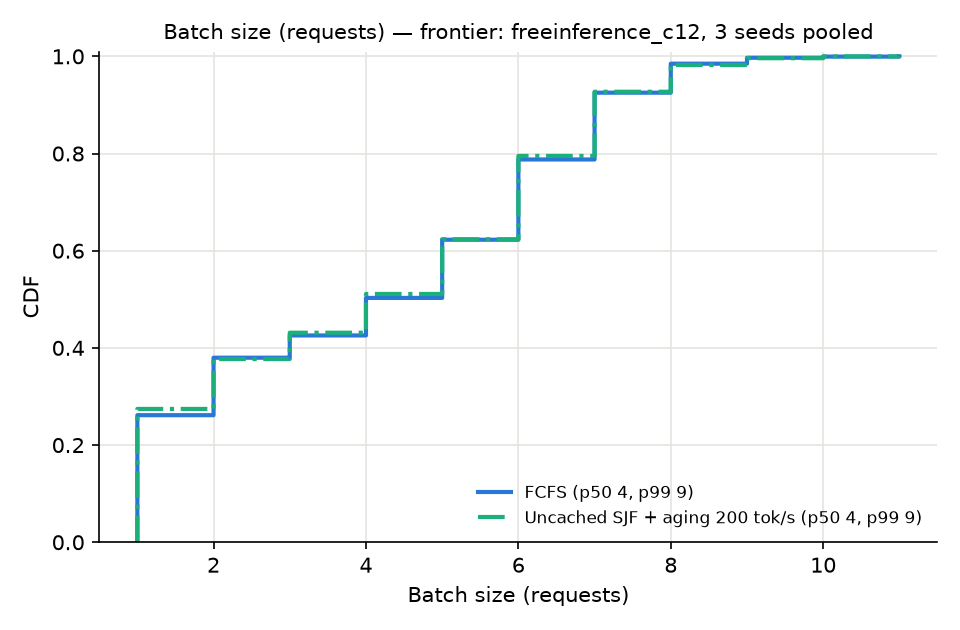 Batch size (requests) — frontier: freeinference_c12, 3 seeds pooled
1.0
0.8
0.6
0.4
0.2
0.0
CDF
FCFS (p50 4, p99 9)
Uncached SJF + aging 200 tok/s (p50 4, p99 9)
2 4 6 8 10
Batch size (requests)